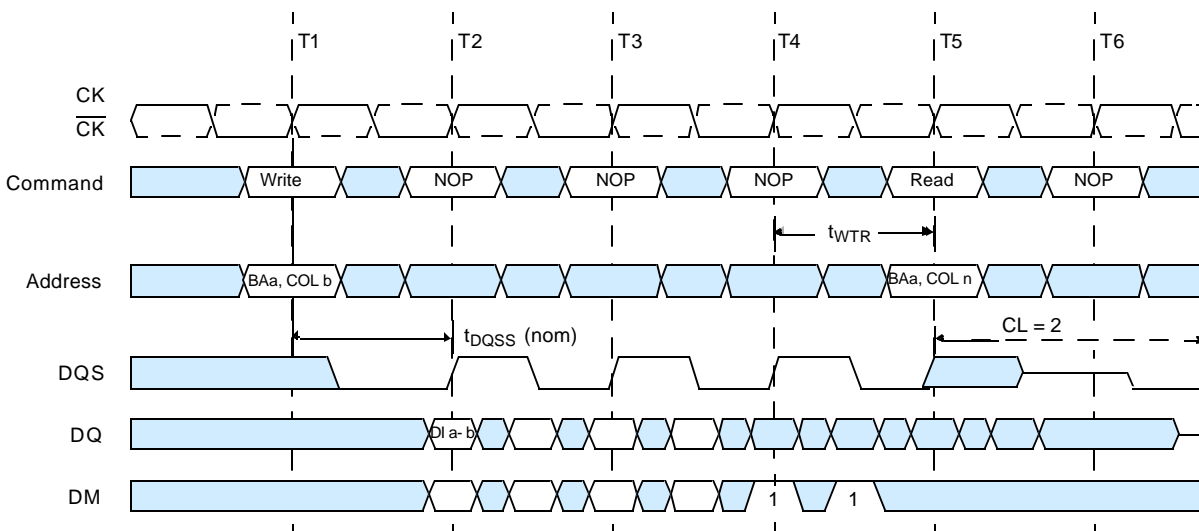 T1 T2 T3 T4 T5 T6
CK
CK
Command Write NOP NOP NOP Read NOP
tWTR
Address BAa, COL b BAa, COL n
tDQSS (nom) CL = 2
DQS
DQ DI a- b
DM 1 1